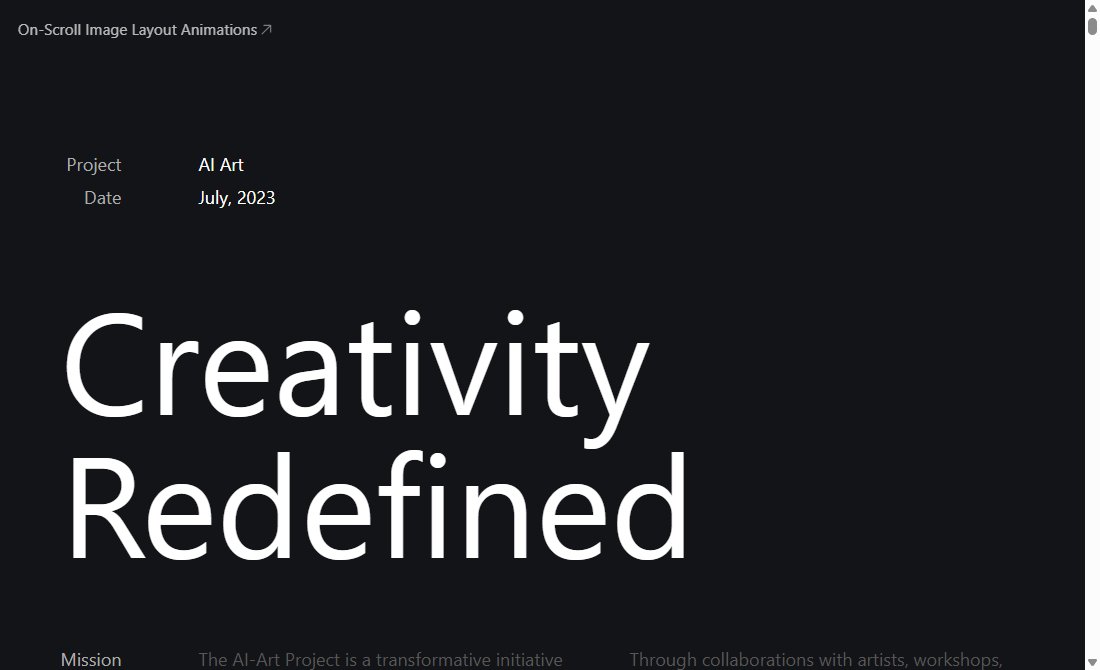 On-Scroll Image Layout Animations
Project AI Art
Date July, 2023
Creativity
Redefined
Mission The AI-Art Project is a transformative initiative Through collaborations with artists, workshops,